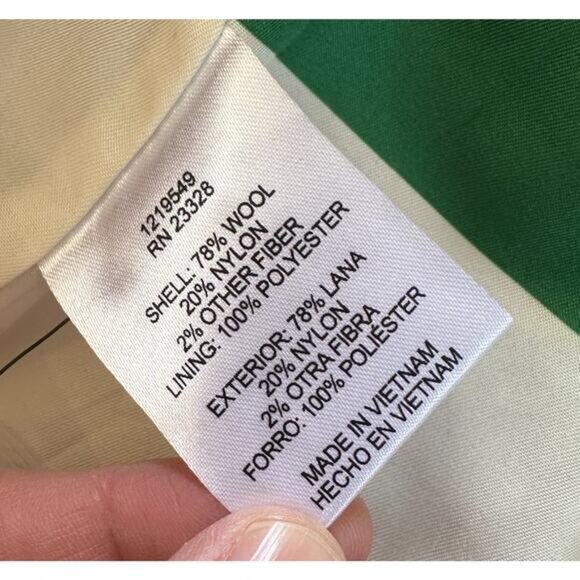 1219549
RN 23328
SHELL: 78% WOOL
20% NYLON
2% OTHER FIBER
LINING: 100% POLYESTER
EXTERIOR: 78% LANA
20% NYLON
2% OTRA FIBRA
FORRO: 100% POLIÉSTER
MADE IN VIETNAM
HECHO EN VIETNAM